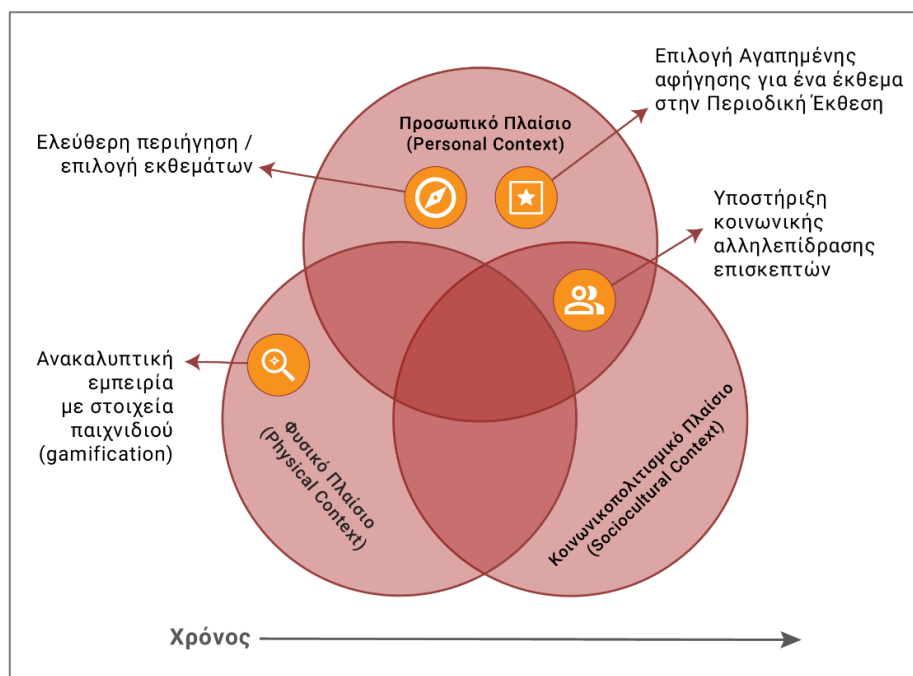 Επιλογή Αγαπημένης
αφήγησης για ένα έκθεμα
στην Περιοδική Έκθεση
Προσωπικό Πλαίσιο
(Personal Context)
Ελεύθερη περιήγηση /
επιλογή εκθεμάτων
Υποστήριξη
κοινωνικής
αλληλεπίδρασης
επισκεπτών
Ανακαλυπτική
εμπειρία
με στοιχεία
παιχνιδιού
(gamification)
Φυσικό Πλαίσιο
(Physical Context)
Κοινωνικοπολιτισμικό Πλαίσιο
(Sociocultural Context)
Χρόνος